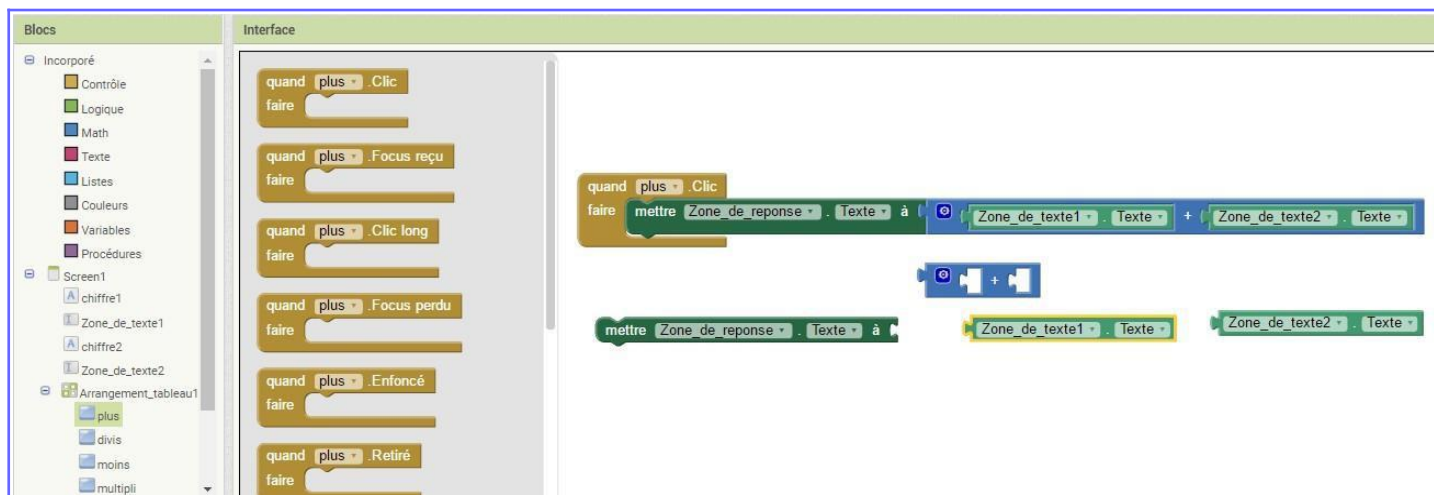 Blocs
Interface
Incorporé
Contrôle
Logique
Math
Texte
Listes
Couleurs
Variables
Procédures
Screen1
chiffre1
Zone_de_texte1
chiffre2
Zone_de_texte2
Arrangement_tableau1
plus
divis
moins
multipli
quand plus .Clic
faire
quand plus .Focus reçu
faire
quand plus .Clic long
faire
quand plus .Focus perdu
faire
quand plus .Enfoncé
faire
quand plus .Retiré
faire
quand plus .Clic
faire mettre Zone_de_reponse . Texte à Zone_de_texte1 . Texte + Zone_de_texte2 . Texte
+
mettre Zone_de_reponse . Texte à
Zone_de_texte1 . Texte
Zone_de_texte2 . Texte